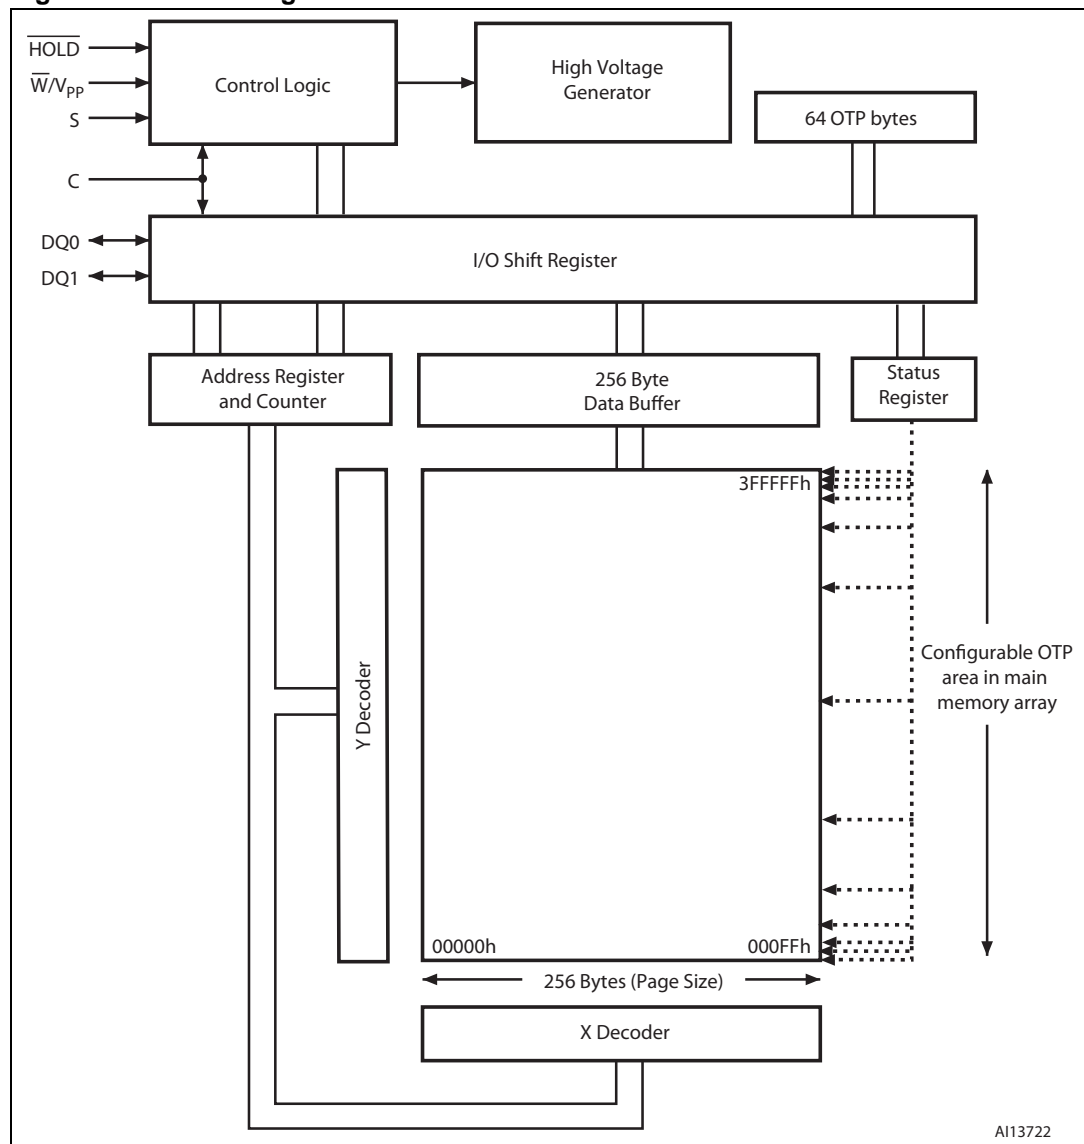 HOLD
W/VPP
S
C
DQ0
DQ1
Control Logic
High Voltage
Generator
64 OTP bytes
I/O Shift Register
Address Register
and Counter
256 Byte
Data Buffer
Status
Register
3FFFFFh
Y Decoder
Configurable OTP
area in main
memory array
00000h
000FFh
256 Bytes (Page Size)
X Decoder
AI13722